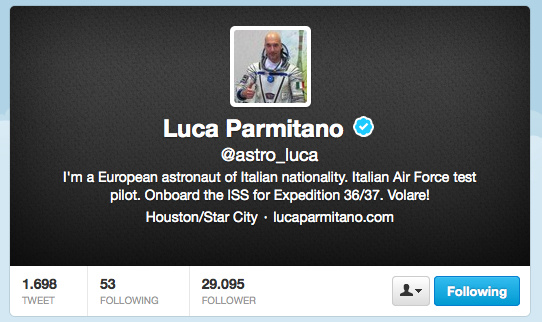 Luca Parmitano
@astro_luca
I'm a European astronaut of Italian nationality. Italian Air Force test
pilot. Onboard the ISS for Expedition 36/37. Volare!
Houston/Star City · lucaparmitano.com
1.698 53 29.095
TWEET FOLLOWING FOLLOWER
Following